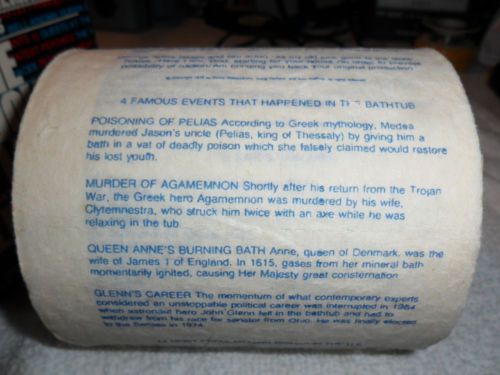 4 FAMOUS EVENTS THAT HAPPENED IN THE BATHTUB
POISONING OF PELIAS According to Greek mythology, Medea
murdered Jason's uncle (Pelias, king of Thessaly) by giving him a
bath in a vat of deadly poison which she falsely claimed would restore
his lost youth.
MURDER OF AGAMEMNON Shortly after his return from the Trojan
War, the Greek hero Agamemnon was murdered by his wife,
Clytemnestra, who struck him twice with an axe while he was
relaxing in the tub.
QUEEN ANNE'S BURNING BATH Anne, queen of Denmark, was the
wife of James 1 of England. In 1615, gases from her mineral bath
momentarily ignited, causing Her Majesty great consternation.
GLENN'S CAREER The momentum of what contemporary experts
considered an unstoppable political career was interrupted in 1964
when astronaut hero John Glenn fell in the bathtub and had to
withdraw from his race for senator from Ohio. He was finally elected
to the Senate in 1974.